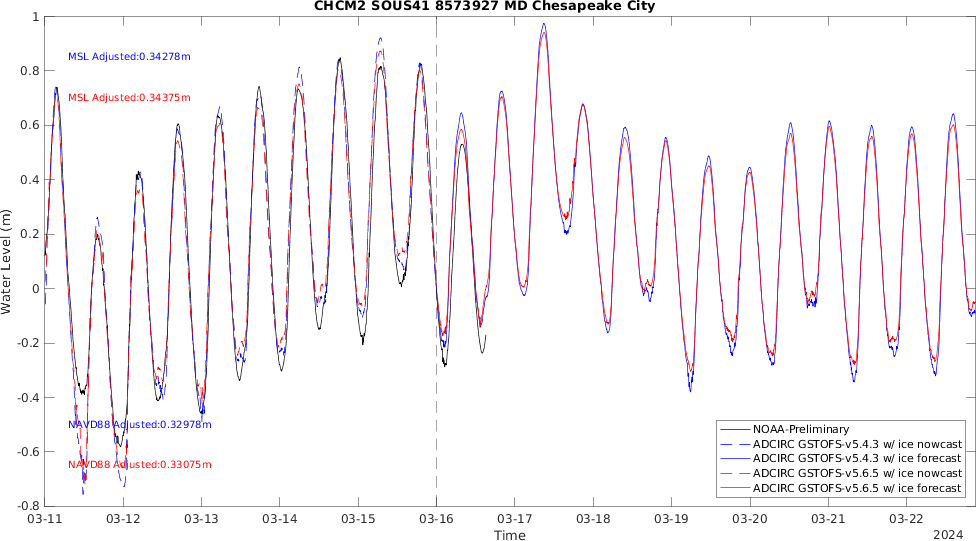 CHCM2 SOUS41 8573927 MD Chesapeake City
1
0.8
0.6
0.4
0.2
0
-0.2
-0.4
-0.6
-0.8
Water Level (m)
MSL Adjusted:0.34278m
MSL Adjusted:0.34375m
NAVD88 Adjusted:0.32978m
NAVD88 Adjusted:0.33075m
NOAA-Preliminary
ADCIRC GSTOFS-v5.4.3 w/ ice nowcast
ADCIRC GSTOFS-v5.4.3 w/ ice forecast
ADCIRC GSTOFS-v5.6.5 w/ ice nowcast
ADCIRC GSTOFS-v5.6.5 w/ ice forecast
03-11 03-12 03-13 03-14 03-15 03-16 03-17 03-18 03-19 03-20 03-21 03-22
Time
2024